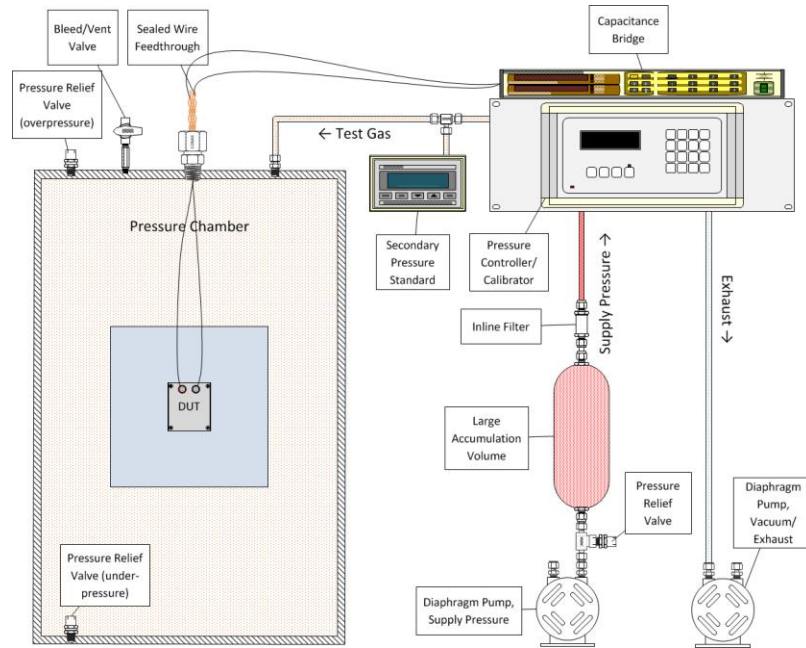 Bleed/Vent
Valve
Sealed Wire
Feedthrough
Capacitance
Bridge
Pressure Relief
Valve
(overpressure)
← Test Gas
Pressure Chamber
Secondary
Pressure
Standard
Pressure
Controller/
Calibrator
Supply Pressure →
Exhaust →
Inline Filter
DUT
Large
Accumulation
Volume
Pressure
Relief
Valve
Diaphragm
Pump,
Vacuum/
Exhaust
Pressure Relief
Valve (under-
pressure)
Diaphragm Pump,
Supply Pressure